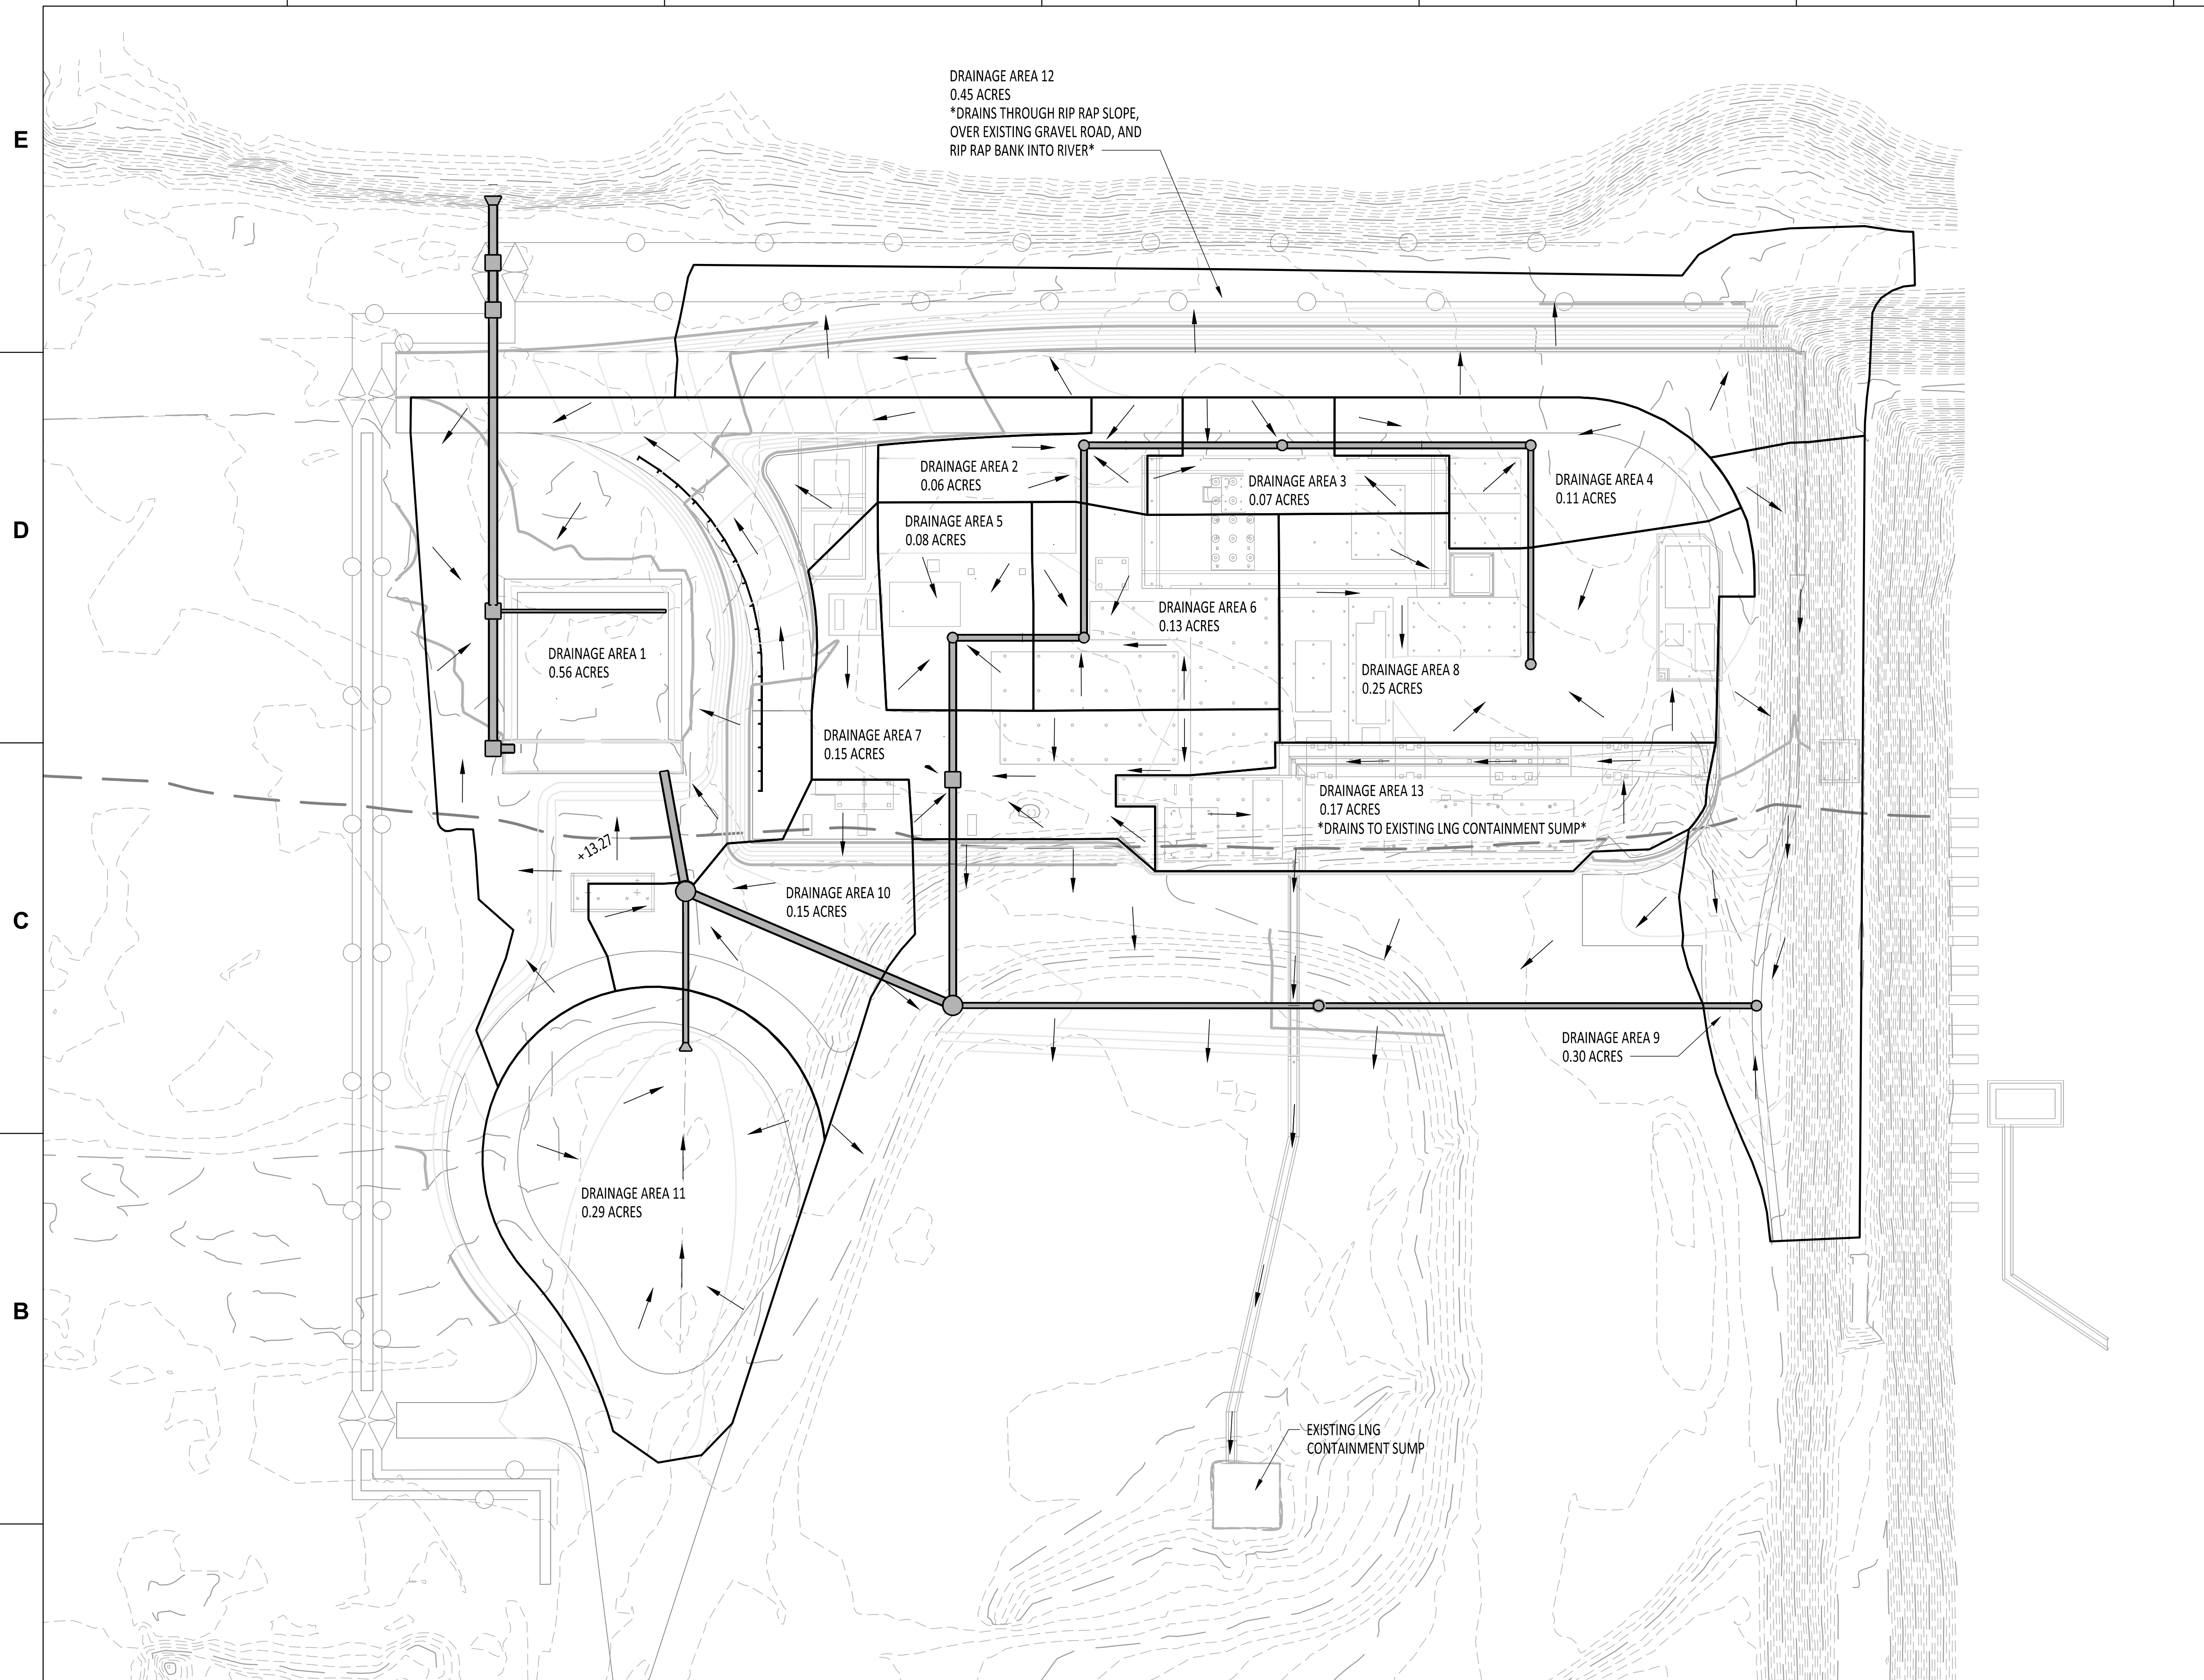 E
DRAINAGE AREA 12
0.45 ACRES
*DRAINS THROUGH RIP RAP SLOPE,
OVER EXISTING GRAVEL ROAD, AND
RIP RAP BANK INTO RIVER*
D
DRAINAGE AREA 2
0.06 ACRES
DRAINAGE AREA 3
0.07 ACRES
DRAINAGE AREA 4
0.11 ACRES
DRAINAGE AREA 5
0.08 ACRES
DRAINAGE AREA 6
0.13 ACRES
DRAINAGE AREA 1
0.56 ACRES
DRAINAGE AREA 8
0.25 ACRES
DRAINAGE AREA 7
0.15 ACRES
DRAINAGE AREA 13
0.17 ACRES
*DRAINS TO EXISTING LNG CONTAINMENT SUMP*
+13.27
C
DRAINAGE AREA 10
0.15 ACRES
DRAINAGE AREA 9
0.30 ACRES
DRAINAGE AREA 11
0.29 ACRES
B
EXISTING LNG
CONTAINMENT SUMP